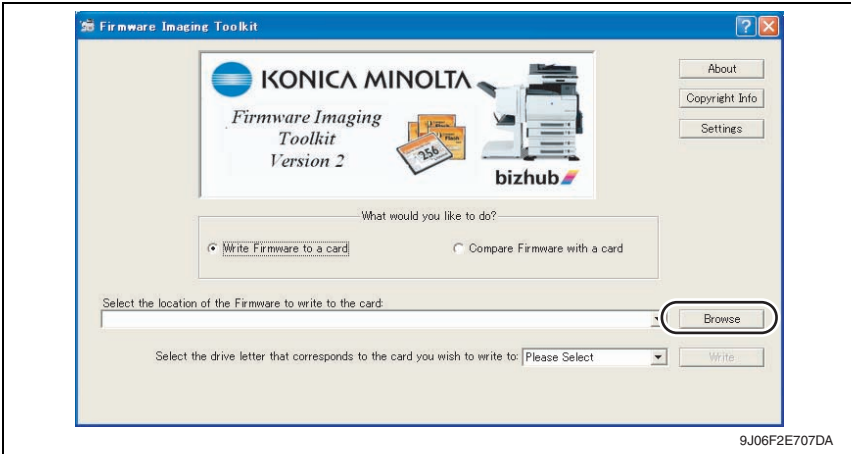 Firmware Imaging Toolkit
KONICA MINOLTA
Firmware Imaging
Toolkit
Version 2
256
bizhub
About
Copyright Info
Settings
What would you like to do?
Write Firmware to a card
Compare Firmware with a card
Select the location of the Firmware to write to the card:
Browse
Select the drive letter that corresponds to the card you wish to write to: Please Select
Write
9J06F2E707DA